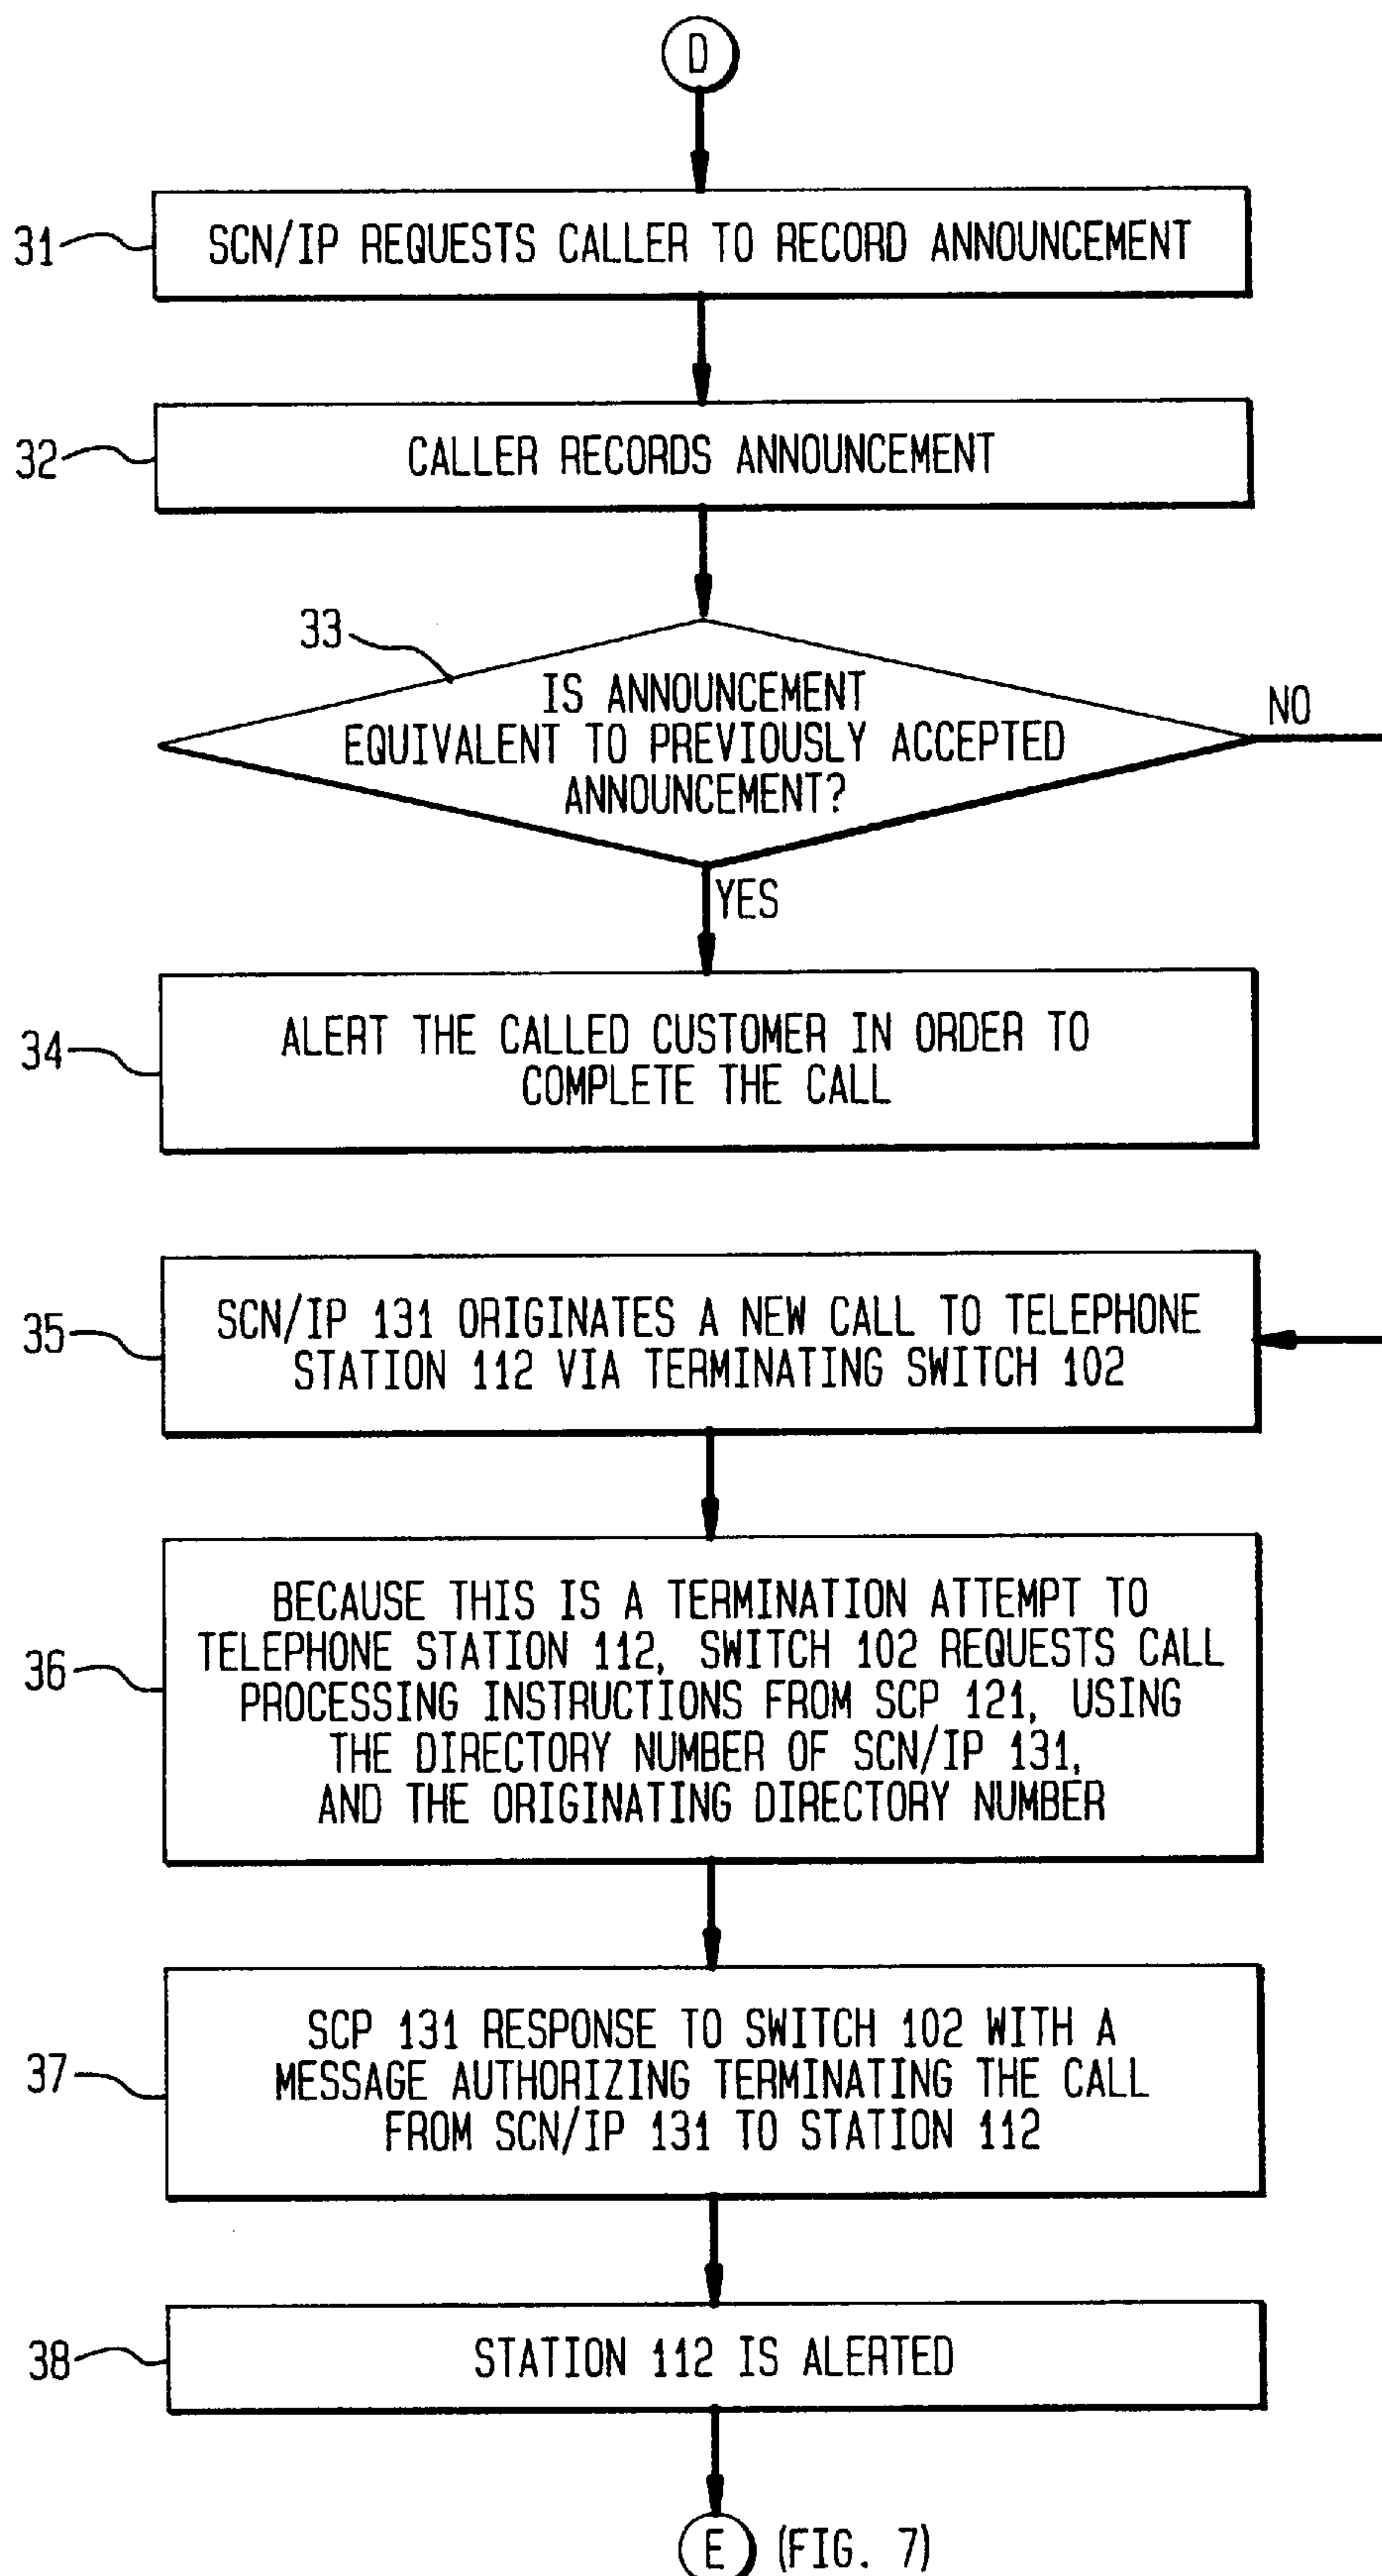 D
31
SCN/IP REQUESTS CALLER TO RECORD ANNOUNCEMENT
32
CALLER RECORDS ANNOUNCEMENT
33
IS ANNOUNCEMENT
EQUIVALENT TO PREVIOUSLY ACCEPTED
ANNOUNCEMENT?
NO
YES
34
ALERT THE CALLED CUSTOMER IN ORDER TO
COMPLETE THE CALL
35
SCN/IP 131 ORIGINATES A NEW CALL TO TELEPHONE
STATION 112 VIA TERMINATING SWITCH 102
36
BECAUSE THIS IS A TERMINATION ATTEMPT TO
TELEPHONE STATION 112, SWITCH 102 REQUESTS CALL
PROCESSING INSTRUCTIONS FROM SCP 121, USING
THE DIRECTORY NUMBER OF SCN/IP 131,
AND THE ORIGINATING DIRECTORY NUMBER
37
SCP 131 RESPONSE TO SWITCH 102 WITH A
MESSAGE AUTHORIZING TERMINATING THE CALL
FROM SCN/IP 131 TO STATION 112
38
STATION 112 IS ALERTED
E (FIG. 7)